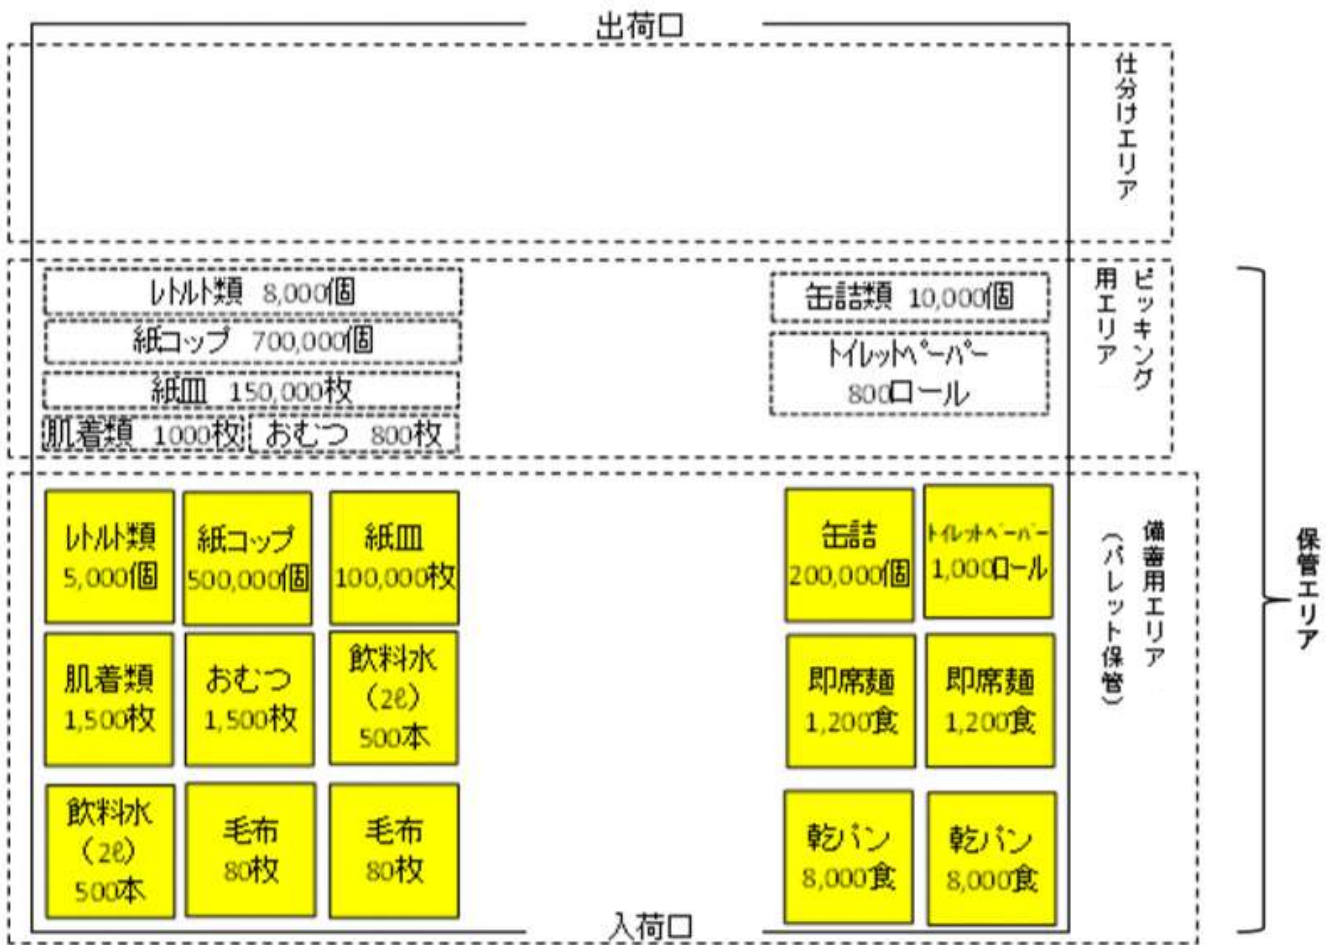 出荷口
仕分けエリア
レトルト類 8,000個
缶詰類 10,000個
紙コップ 700,000個
トイレットペーパー
800ロール
紙皿 150,000枚
肌着類 1000枚
おむつ 800枚
ピッキング
用エリア
レトルト類
5,000個
紙コップ
500,000個
紙皿
100,000枚
缶詰
200,000個
トイレットペーパー
1,000ロール
肌着類
1,500枚
おむつ
1,500枚
飲料水
(2ℓ)
500本
即席麺
1,200食
即席麺
1,200食
飲料水
(2ℓ)
500本
毛布
80枚
毛布
80枚
乾パン
8,000食
乾パン
8,000食
備蓄用エリア
(パレット保管)
保管エリア
入荷口